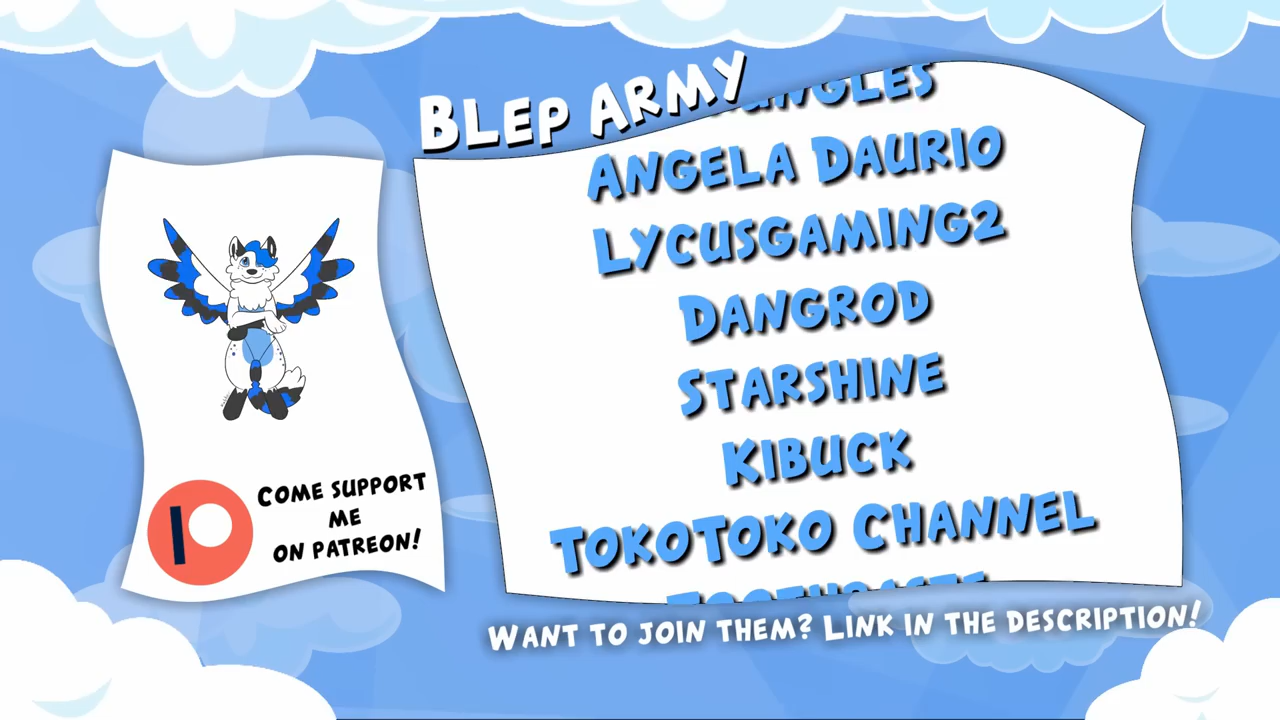 BLEP ARMY
ANGELA DAURIO
LYCUSGAMING2
DANGROD
STARSHINE
KIBUCK
TOKOTOKO CHANNEL
COME SUPPORT
ME
ON PATREON!
WANT TO JOIN THEM? LINK IN THE DESCRIPTION!